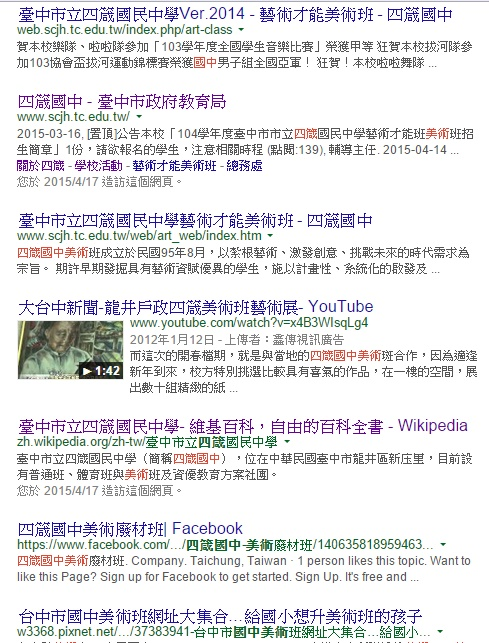 臺中市立四箴國民中學Ver.2014 - 藝術才能美術班 - 四箴國中
web.scjh.tc.edu.tw/index.php/art-class
賀本校樂隊、啦啦隊參加「103學年度全國學生音樂比賽」榮獲甲等 狂賀本校拔河隊參
加103協會盃拔河運動錦標賽榮獲國中男子組全國亞軍！ 狂賀！本校啦啦舞隊 ...
四箴國中 - 臺中市政府教育局
www.scjh.tc.edu.tw/
2015-03-16, [置頂]公告本校「104學年度臺中市市立四箴國民中學藝術才能班美術班招
生簡章」1份，請欲報名的學生，注意相關時程 (點閱:139), 輔導主任. 2015-04-14 ...
關於四箴 - 學校活動 - 藝術才能美術班 - 總務處
您於 2015/4/17 造訪這個網頁。
臺中市立四箴國民中學藝術才能美術班 - 四箴國中
www.scjh.tc.edu.tw/web/art_web/index.htm
四箴國中美術班成立於民國95年8月，以紮根藝術、激發創意、挑戰未來的時代需求為
宗旨。 期許早期發掘具有藝術資賦優異的學生，施以計畫性、系統化的啟發及 ...
大台中新聞-龍井戶政四箴美術班藝術展- YouTube
www.youtube.com/watch?v=x4B3WIsqLg4
2012年1月12日 - 上傳者：鑫傳視訊廣告
而這次的開春檔期，就是與當地的四箴國中美術班合作，因為適逢
新年到來，校方特別挑選比較具有喜氣的作品，在一樓的空間，展
出數十組精緻的紙 ...
1:42
臺中市立四箴國民中學- 維基百科，自由的百科全書 - Wikipedia
zh.wikipedia.org/zh-tw/臺中市立四箴國民中學
臺中市立四箴國民中學（簡稱四箴國中），位在中華民國臺中市龍井區新庄里，目前設
有普通班、體育班與美術班及資優教育方案社團。
您於 2015/4/17 造訪這個網頁。
四箴國中美術廢材班| Facebook
https://www.facebook.com/.../四箴國中-美術廢材班/140635818959463...
四箴國中美術廢材班. Company. Taichung, Taiwan · 1 person likes this topic. Want to
like this Page? Sign up for Facebook to get started. Sign Up. It's free and ...
台中市國中美術班網址大集合...給國小想升美術班的孩子
w3368.pixnet.net/.../37383941-台中市國中美術班網址大集合...給國小...